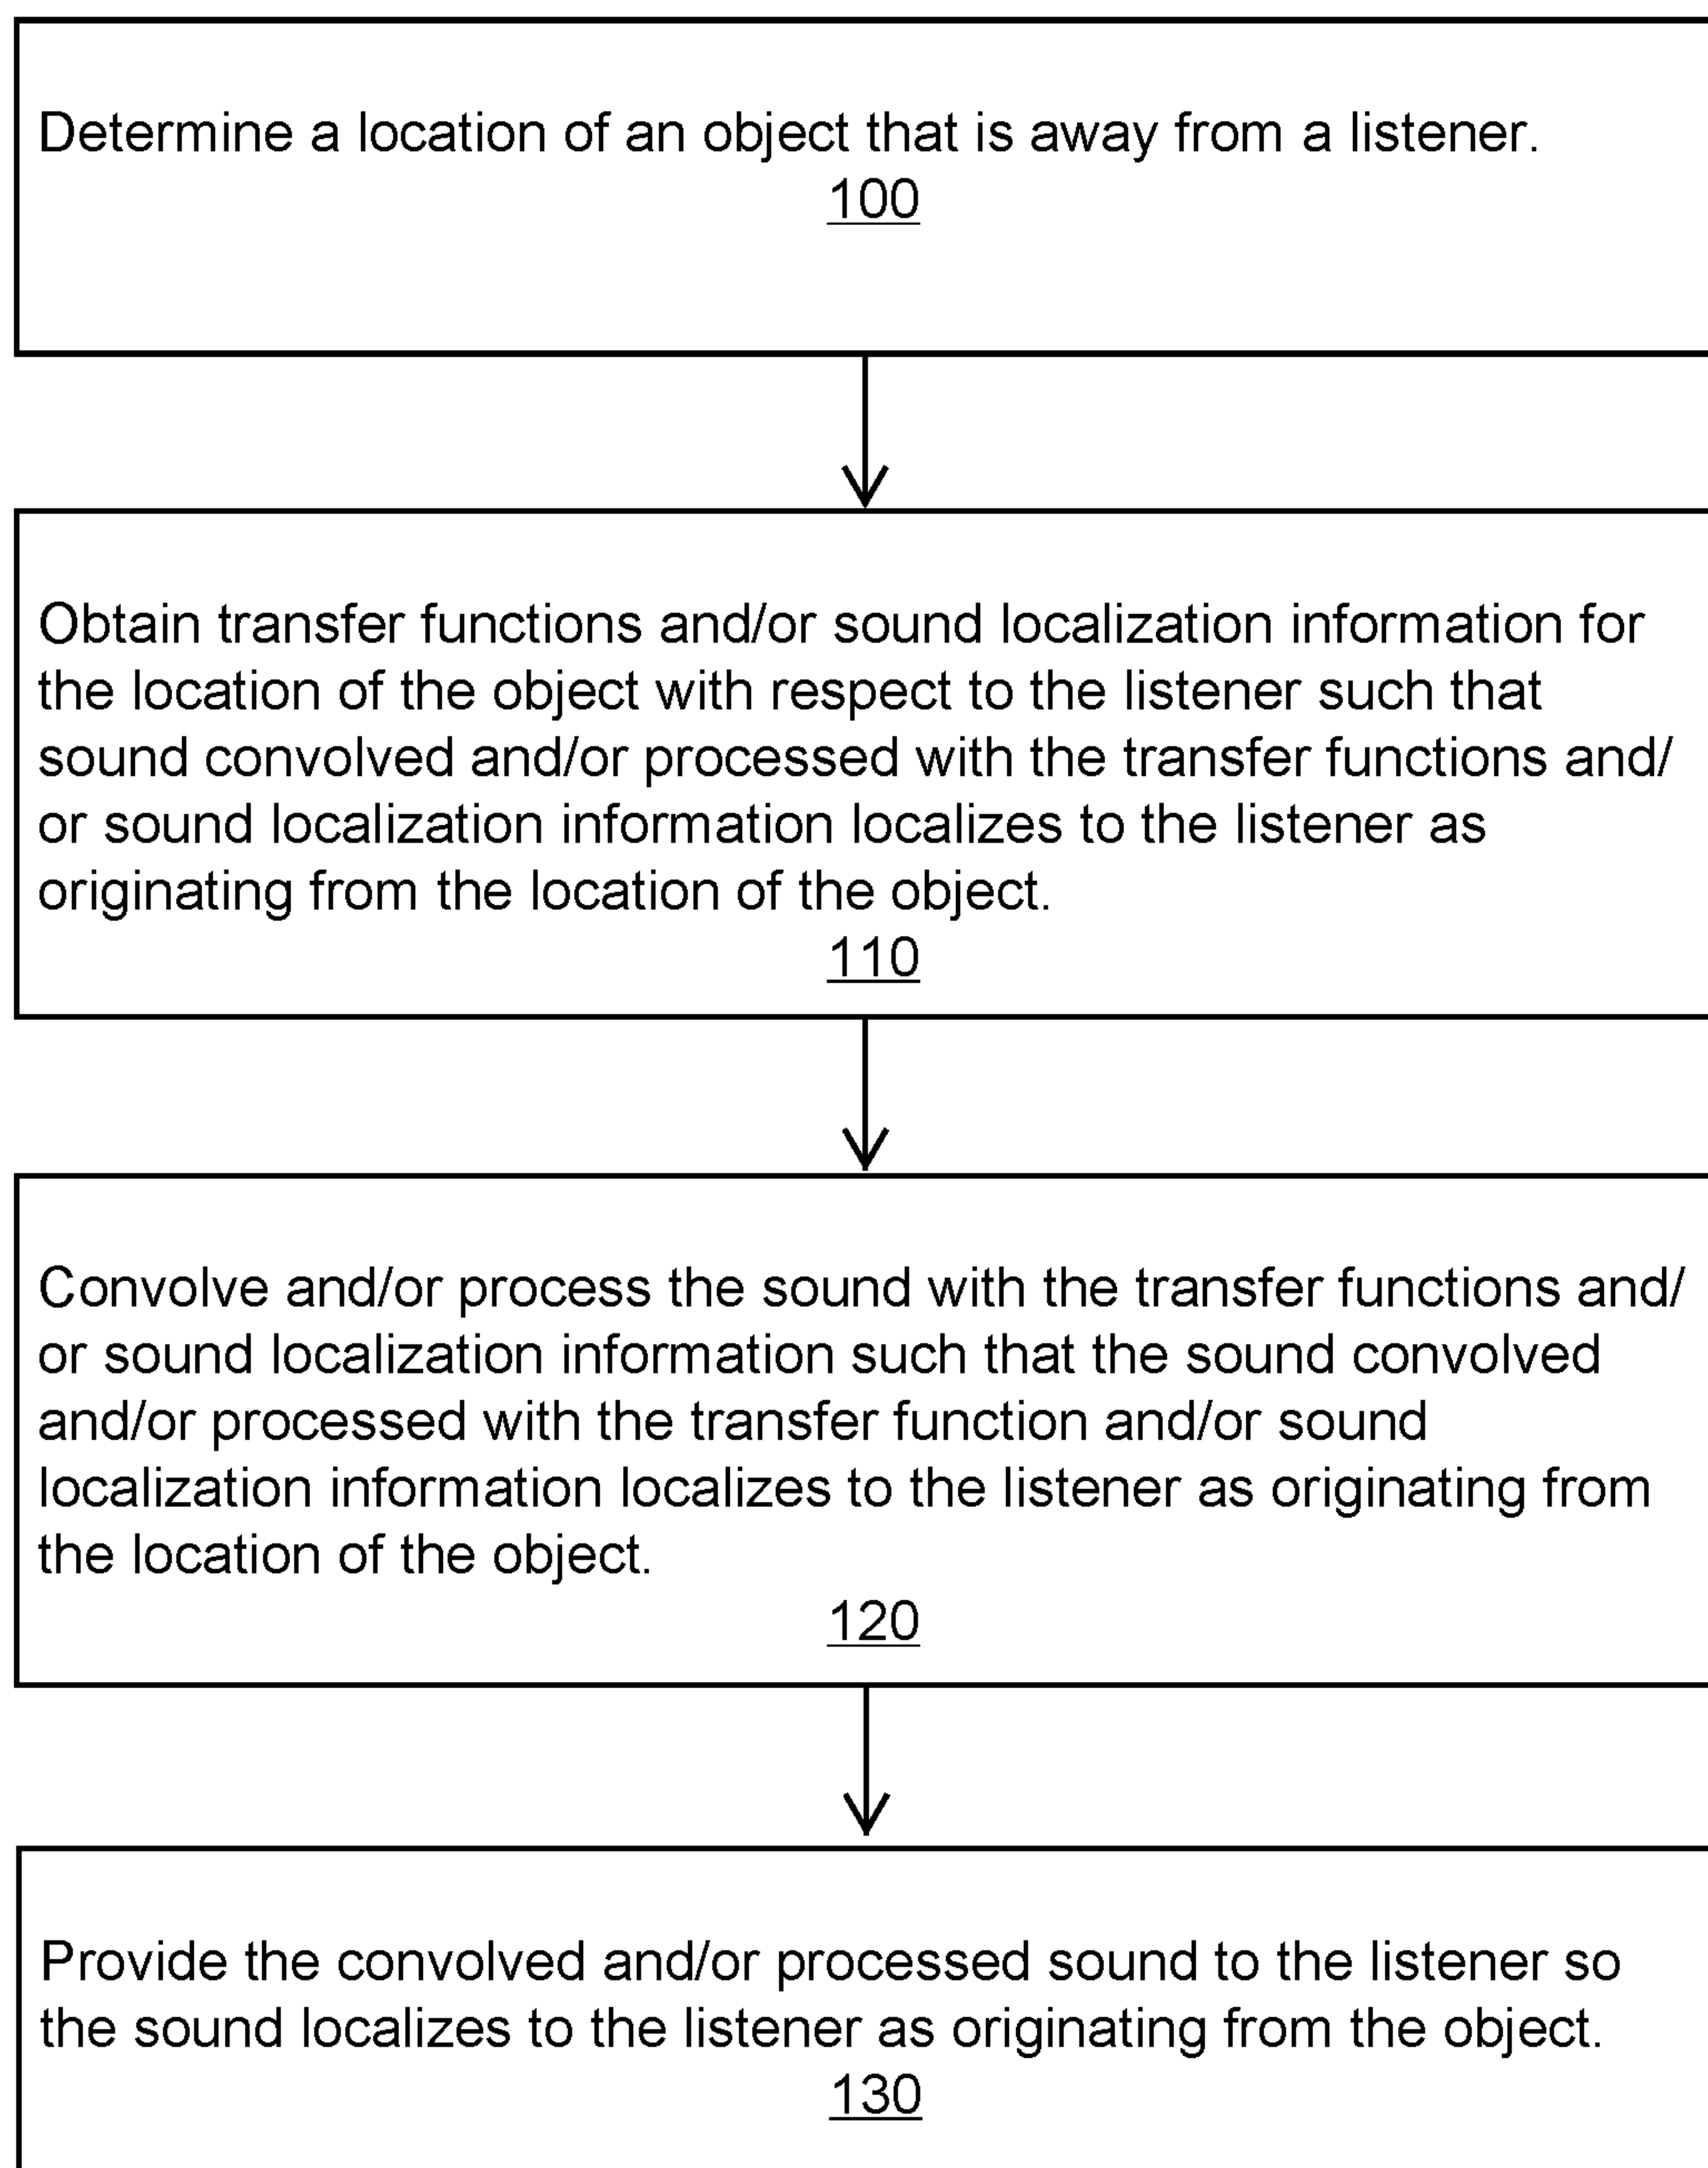 Determine a location of an object that is away from a listener.
100
Obtain transfer functions and/or sound localization information for
the location of the object with respect to the listener such that
sound convolved and/or processed with the transfer functions and/
or sound localization information localizes to the listener as
originating from the location of the object.
110
Convolve and/or process the sound with the transfer functions and/
or sound localization information such that the sound convolved
and/or processed with the transfer function and/or sound
localization information localizes to the listener as originating from
the location of the object.
120
Provide the convolved and/or processed sound to the listener so
the sound localizes to the listener as originating from the object.
130